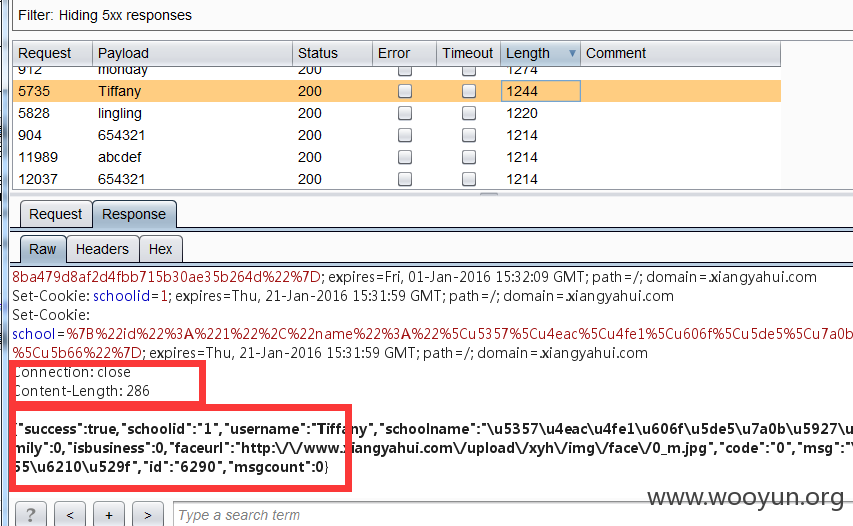 Filter: Hiding 5xx responses
Request Payload Status Error Timeout Length Comment
912 monday 200 1274
5735 Tiffany 200 1244
5828 lingling 200 1220
904 654321 200 1214
11989 abcdef 200 1214
12037 654321 200 1214
Request Response
Raw Headers Hex
8ba479d8af2d4fbb715b30ae35b264d%22%7D; expires=Fri, 01-Jan-2016 15:32:09 GMT; path=/; domain=.xiangyahui.com
Set-Cookie: schoolid=1; expires=Thu, 21-Jan-2016 15:31:59 GMT; path=/; domain=.xiangyahui.com
Set-Cookie:
school=%7B%22id%22%3A%221%22%2C%22name%22%3A%22%5Cu5357%5Cu4eac%5Cu4fe1%5Cu606f%5Cu5de5%5Cu7a0b
%5Cu5b66%22%7D; expires=Thu, 21-Jan-2016 15:31:59 GMT; path=/; domain=.xiangyahui.com
Connection: close
Content-Length: 286
{"success":true,"schoolid":"1","username":"Tiffany","schoolname":"\u5357\u4eac\u4fe1\u606f\u5de5\u7a0b\u5927\u
mily":0,"isbusiness":0,"faceurl":"http:\/\/www.xiangyahui.com\/upload\/xyh\/img\/face\/0_m.jpg","code":"0","msg":"\
55\u6210\u529f","id":"6290","msgcount":0}
? < + > Type a search term
www.wooyun.org